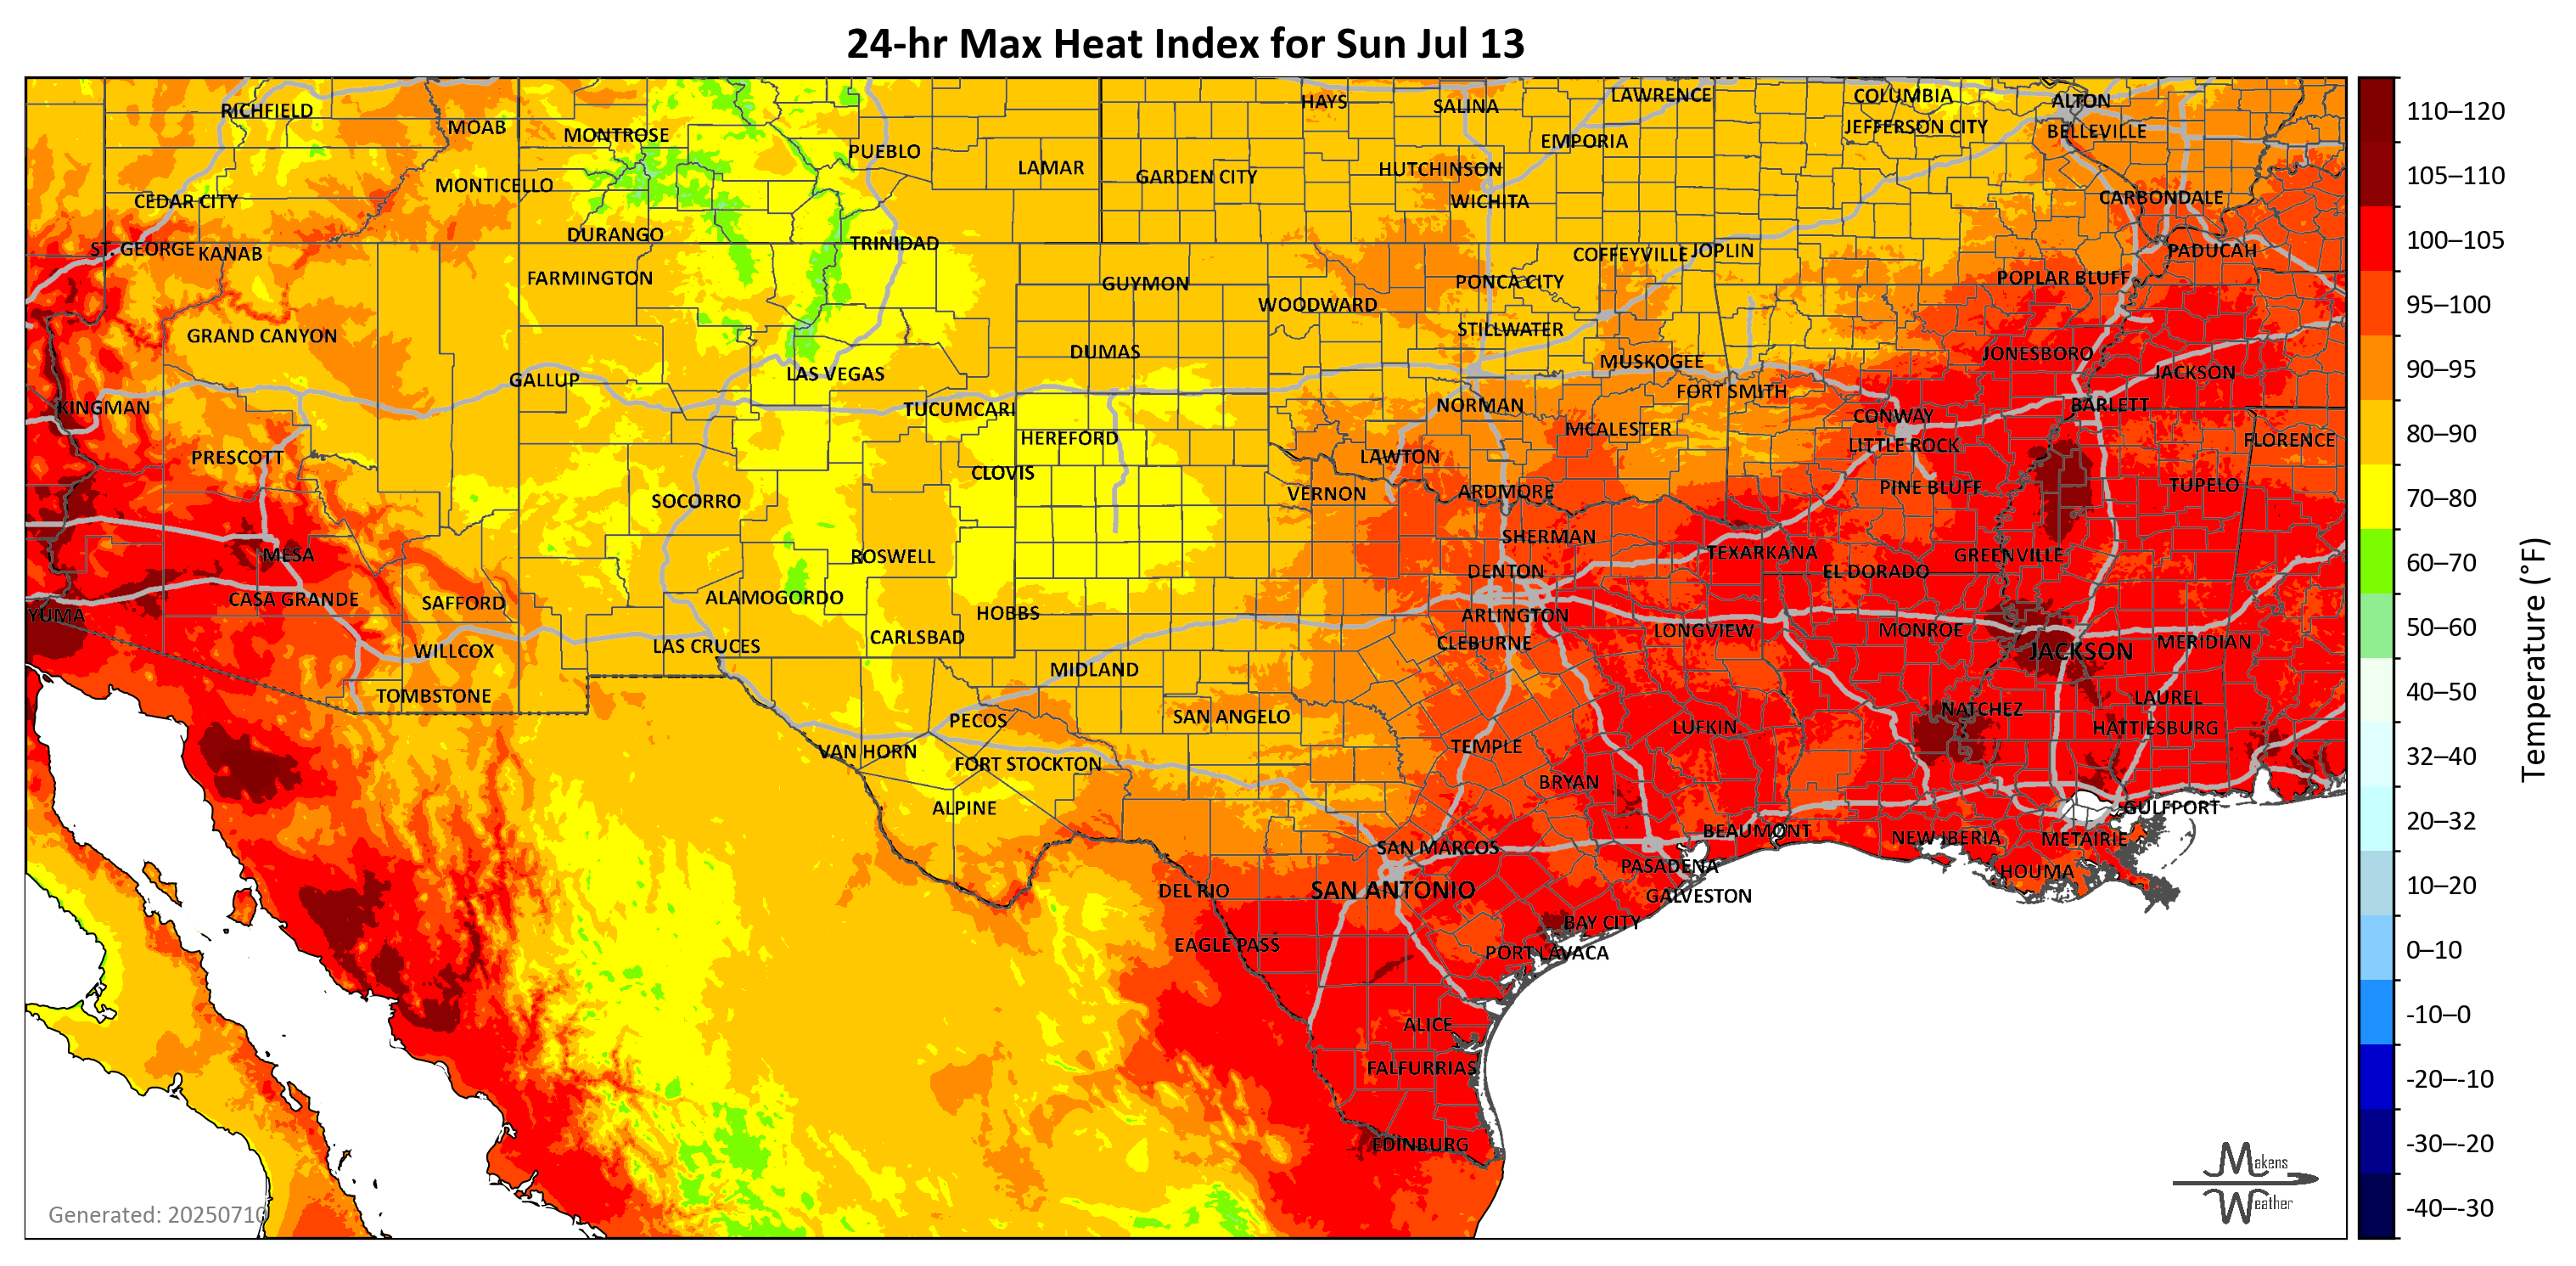 24-hr Max Heat Index for Sun Jul 13
RICHFIELD
MOAB
MONTROSE
PUEBLO
LAMAR
HAYS
SALINA
LAWRENCE
COLUMBIA
ALTON
JEFFERSON CITY
BELLEVILLE
EMPORIA
HUTCHINSON
GARDEN CITY
MONTICELLO
CEDAR CITY
WICHITA
CARBONDALE
DURANGO
TRINIDAD
ST. GEORGE
KANAB
COFFEYVILLE
JOPLIN
PADUCAH
FARMINGTON
GUYMON
PONCA CITY
POPLAR BLUFF
WOODWARD
GRAND CANYON
STILLWATER
DUMAS
MUSKOGEE
JONESBORO
JACKSON
GALLUP
LAS VEGAS
FORT SMITH
KINGMAN
TUCUMCARI
NORMAN
CONWAY
BARLETT
HEREFORD
MCALESTER
LITTLE ROCK
FLORENCE
PRESCOTT
CLOVIS
LAWTON
SOCORRO
VERNON
ARDMORE
PINE BLUFF
TUPELO
MESA
ROSWELL
SHERMAN
TEXARKANA
GREENVILLE
DENTON
EL DORADO
CASA GRANDE
SAFFORD
ALAMOGORDO
HOBBS
YUMA
ARLINGTON
WILLCOX
LAS CRUCES
CARLSBAD
CLEBURNE
LONGVIEW
MONROE
JACKSON
MERIDIAN
MIDLAND
TOMBSTONE
PECOS
SAN ANGELO
LUFKIN
NATCHEZ
LAUREL
HATTIESBURG
VAN HORN
FORT STOCKTON
TEMPLE
BRYAN
ALPINE
GULFPORT
SAN MARCOS
BEAUMONT
NEW IBERIA
METAIRIE
PASADENA
HOUMA
DEL RIO
SAN ANTONIO
GALVESTON
BAY CITY
EAGLE PASS
PORT LAVACA
ALICE
FALFURRIAS
EDINBURG
Generated: 20250710
Makens
Weather
110–120
105–110
100–105
95–100
90–95
80–90
70–80
60–70
50–60
40–50
32–40
20–32
10–20
0–10
-10–0
-20–-10
-30–-20
-40–-30
Temperature (°F)